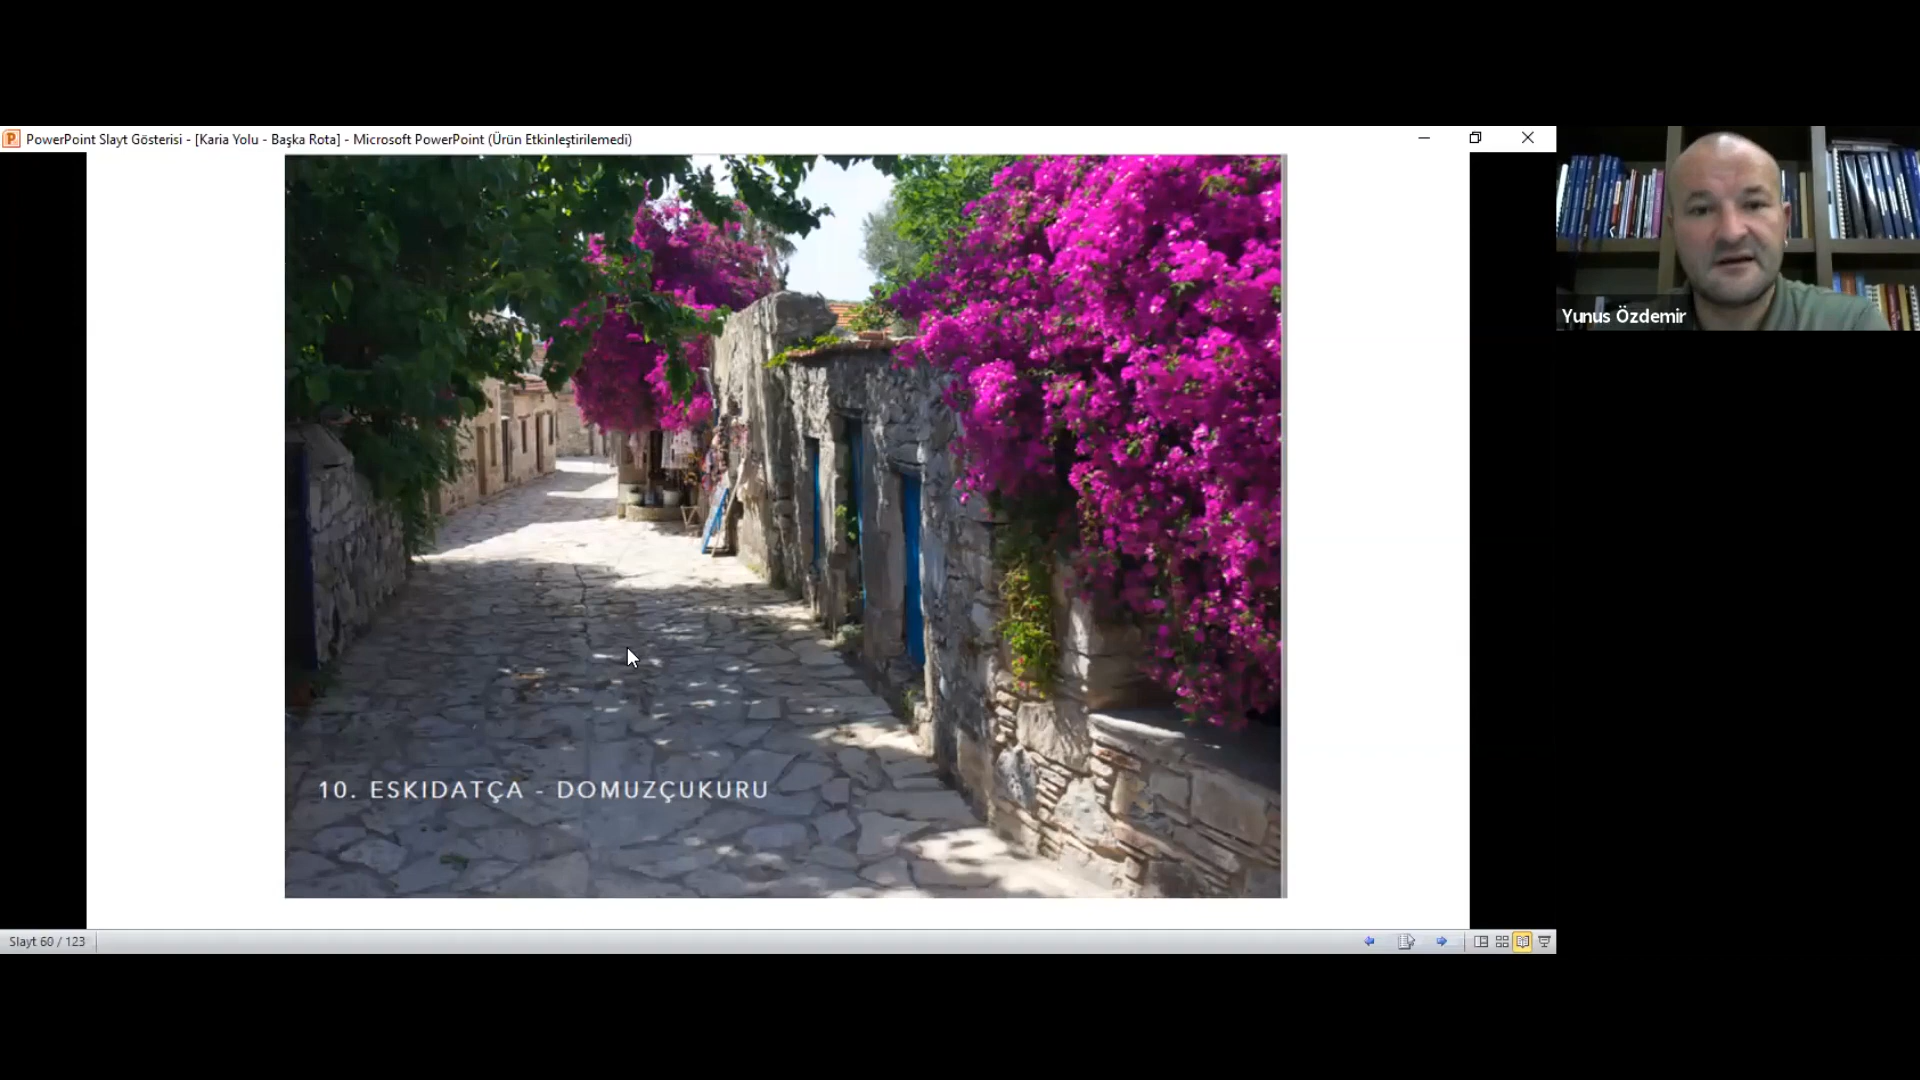 PowerPoint Slayt Gösterisi - [Karia Yolu - Başka Rota] - Microsoft PowerPoint (Ürün Etkinleştirilemedi)
Yunus Özdemir
10. ESKIDATÇA - DOMUZÇUKURU
Slayt 60 / 123